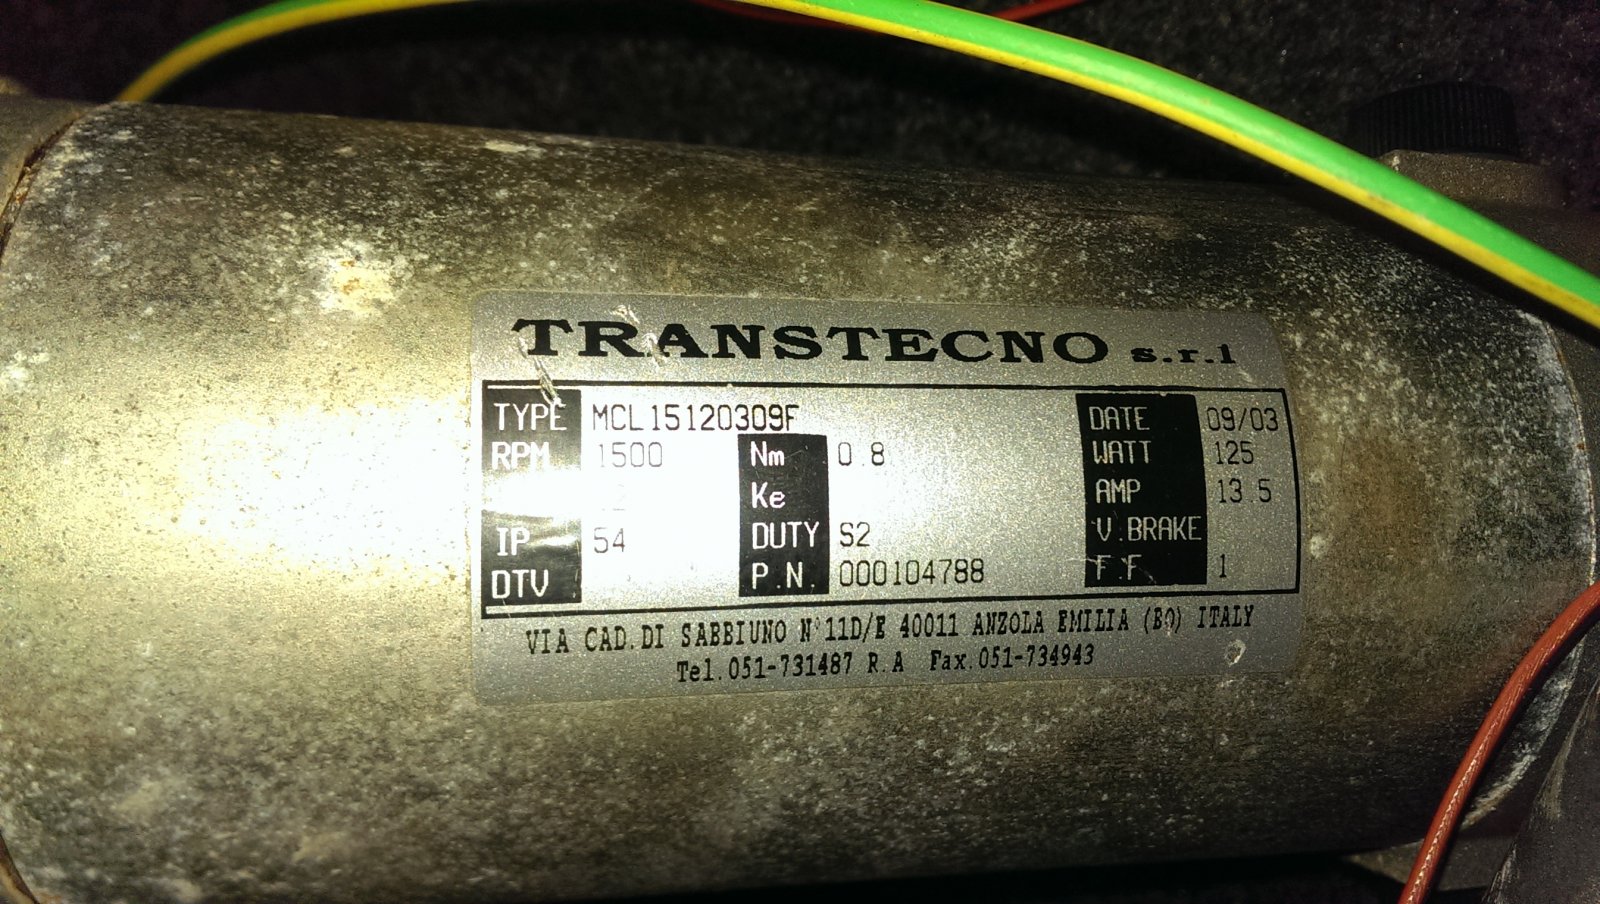 TRANSTECNO s.r.l
TYPE MCL15120309F DATE 09/03
RPM 1500 Nm 0.8 WATT 125
Ke AMP 13.5
IP 54 DUTY S2 V.BRAKE
DTV P.N. 000104788 F.F 1
VIA CAD.DI SABBIUNO N°11D/E 40011 ANZOLA EMILIA (BO) ITALY
Tel.051-731487 R.A Fax.051-734943